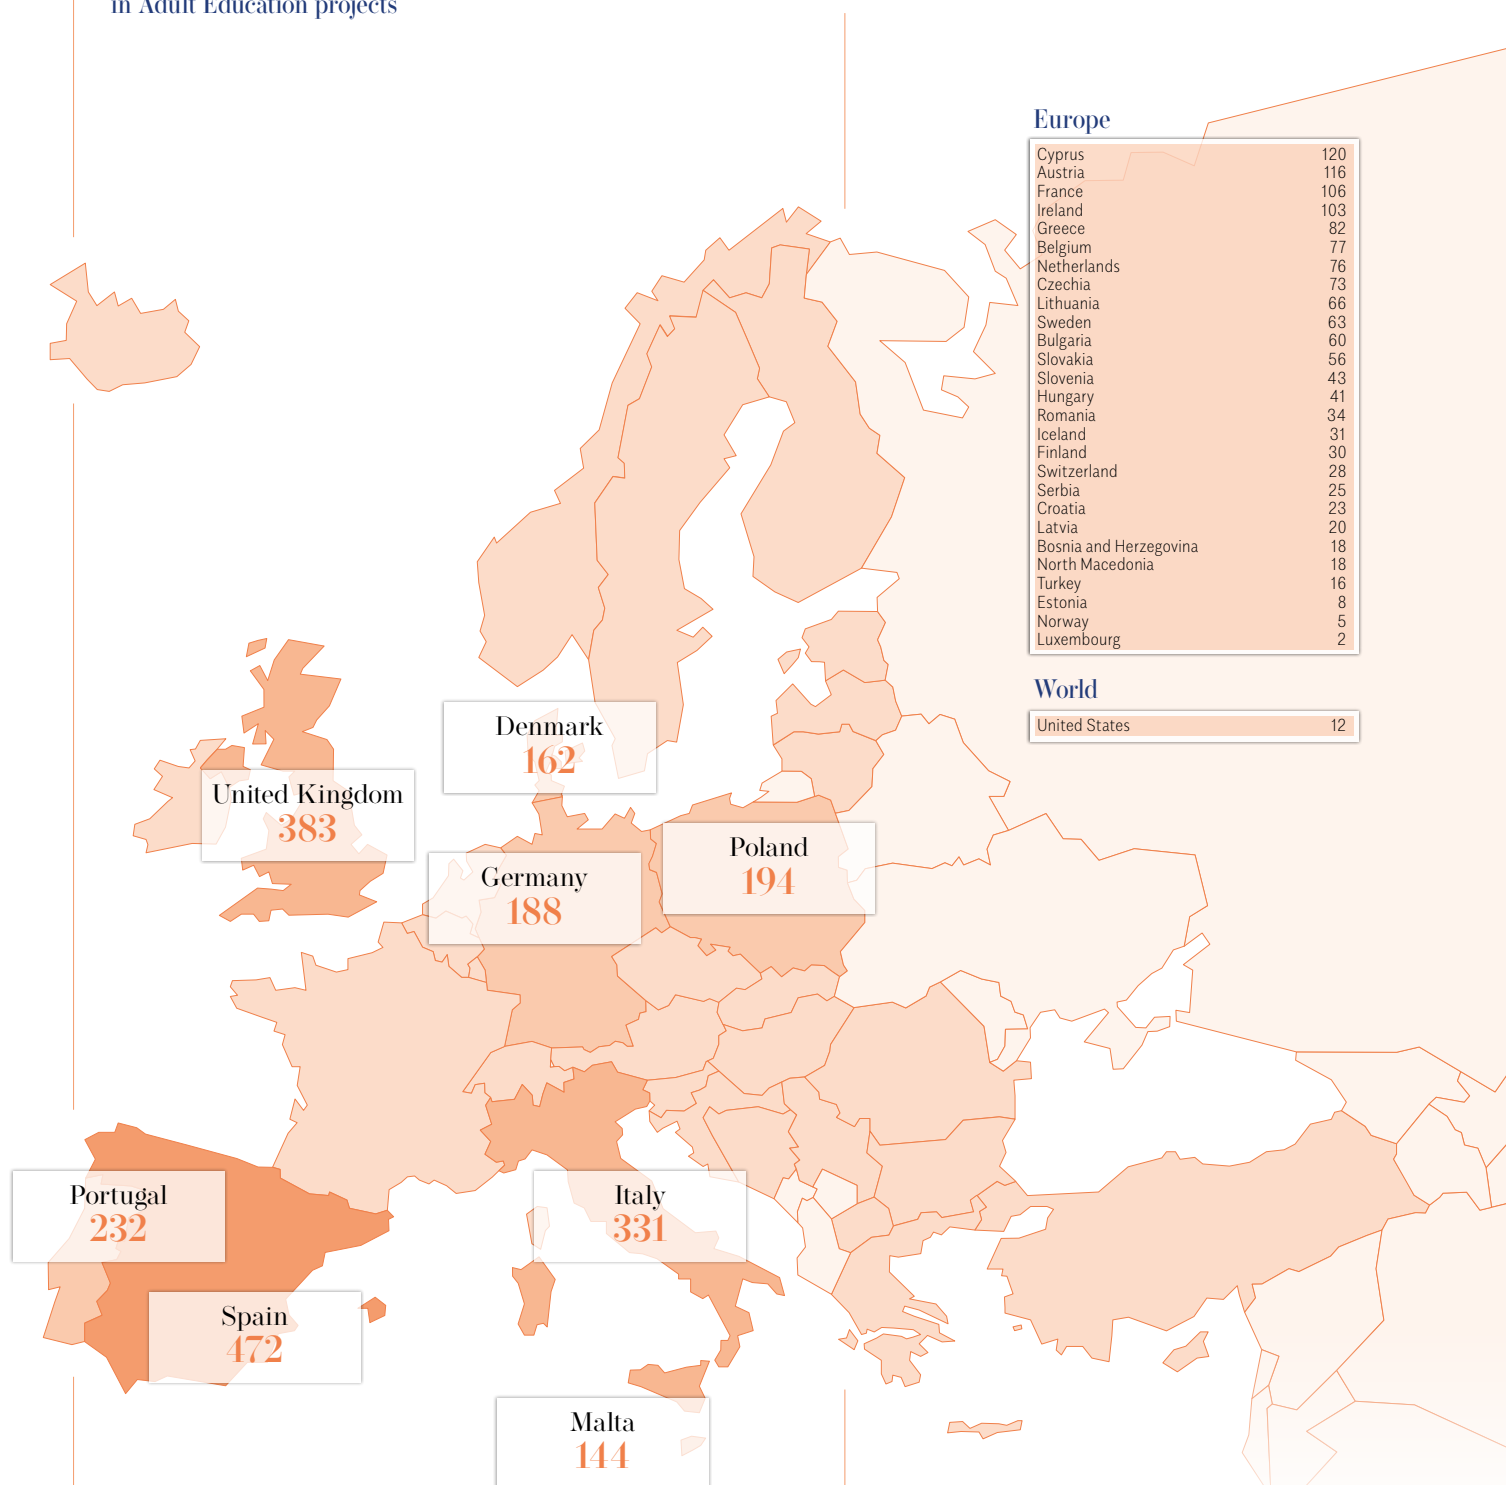 in Adult Education projects
Europe
Cyprus 120
Austria 116
France 106
Ireland 103
Greece 82
Belgium 77
Netherlands 76
Czechia 73
Lithuania 66
Sweden 63
Bulgaria 60
Slovakia 56
Slovenia 43
Hungary 41
Romania 34
Iceland 31
Finland 30
Switzerland 28
Serbia 25
Croatia 23
Latvia 20
Bosnia and Herzegovina 18
North Macedonia 18
Turkey 16
Estonia 8
Norway 5
Luxembourg 2
World
United States 12
Denmark
162
United Kingdom
383
Poland
194
Germany
188
Portugal
232
Italy
331
Spain
472
Malta
144